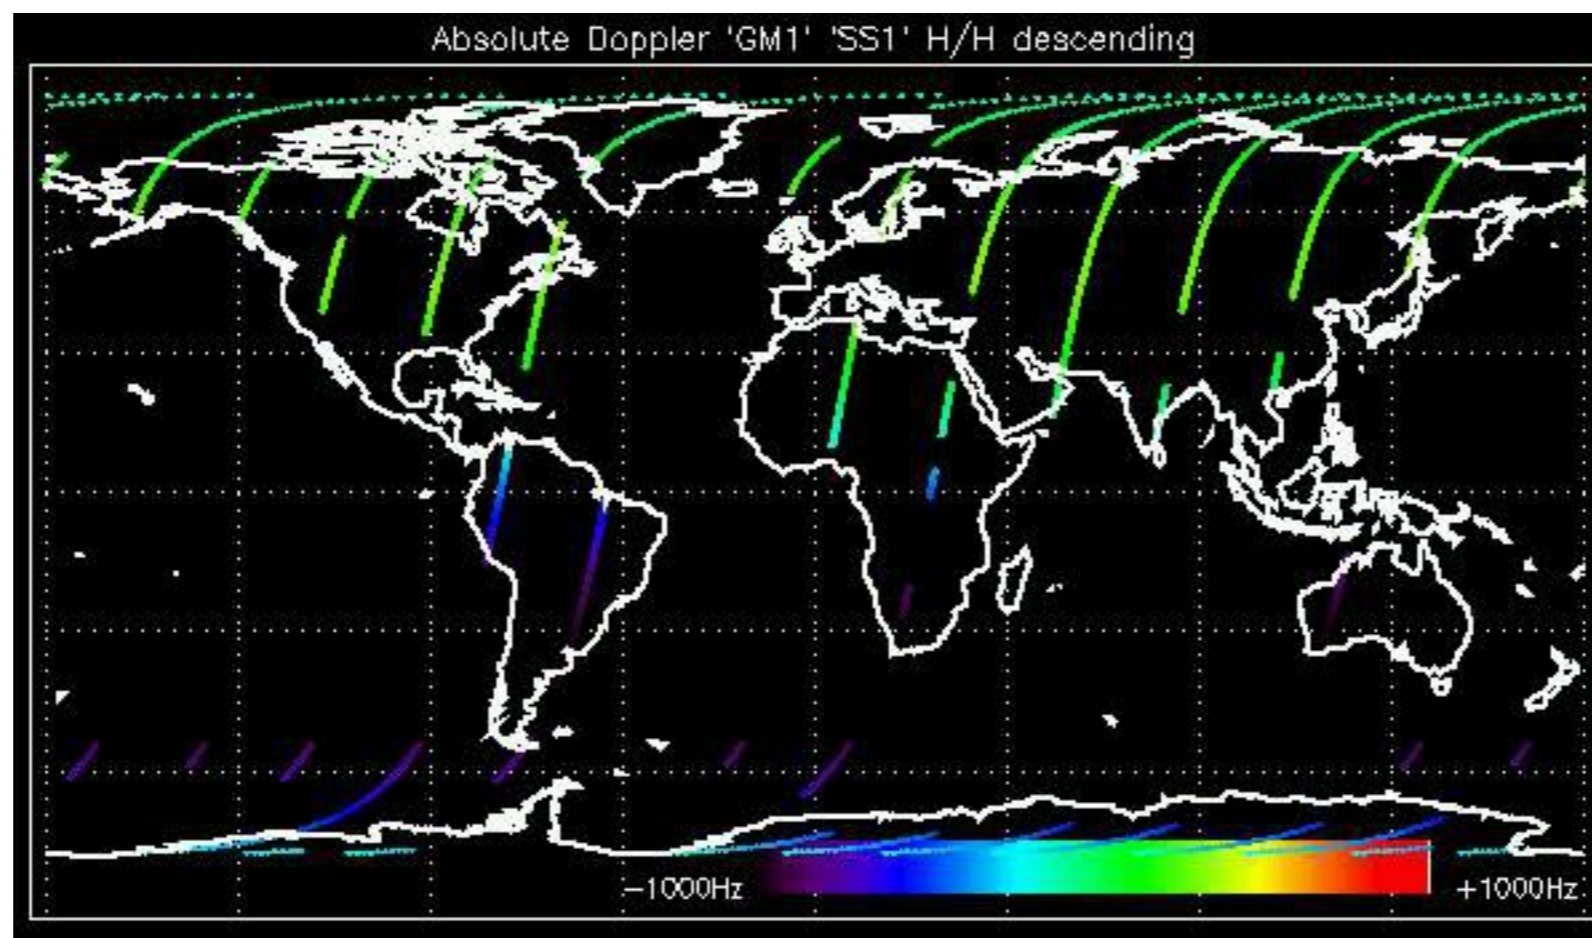 Absolute Doppler 'GM1' 'SS1' H/H descending
−1000Hz
+1000Hz